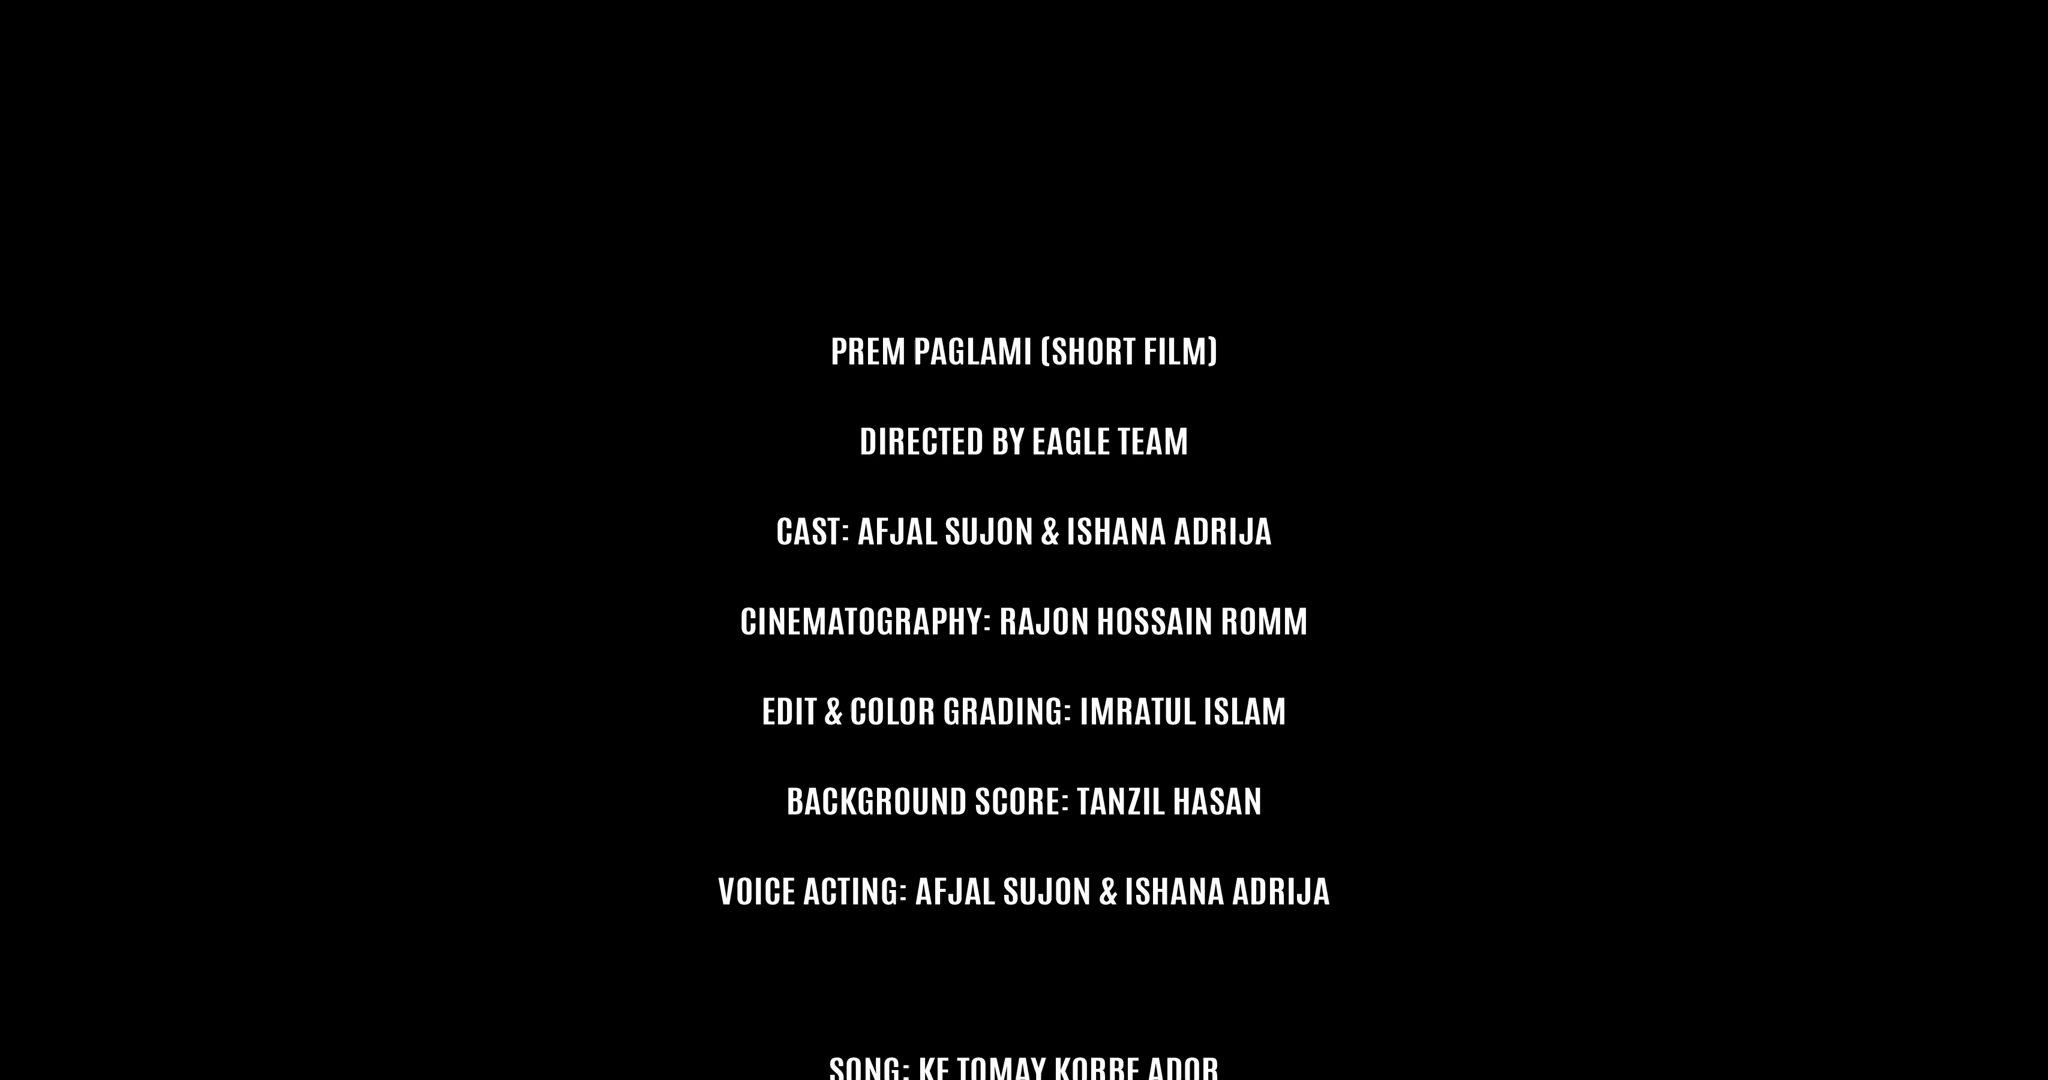 PREM PAGLAMI (SHORT FILM)
DIRECTED BY EAGLE TEAM
CAST: AFJAL SUJON & ISHANA ADRIJA
CINEMATOGRAPHY: RAJON HOSSAIN ROMM
EDIT & COLOR GRADING: IMRATUL ISLAM
BACKGROUND SCORE: TANZIL HASAN
VOICE ACTING: AFJAL SUJON & ISHANA ADRIJA
SONG: KE TOMAY KORBE ADOR